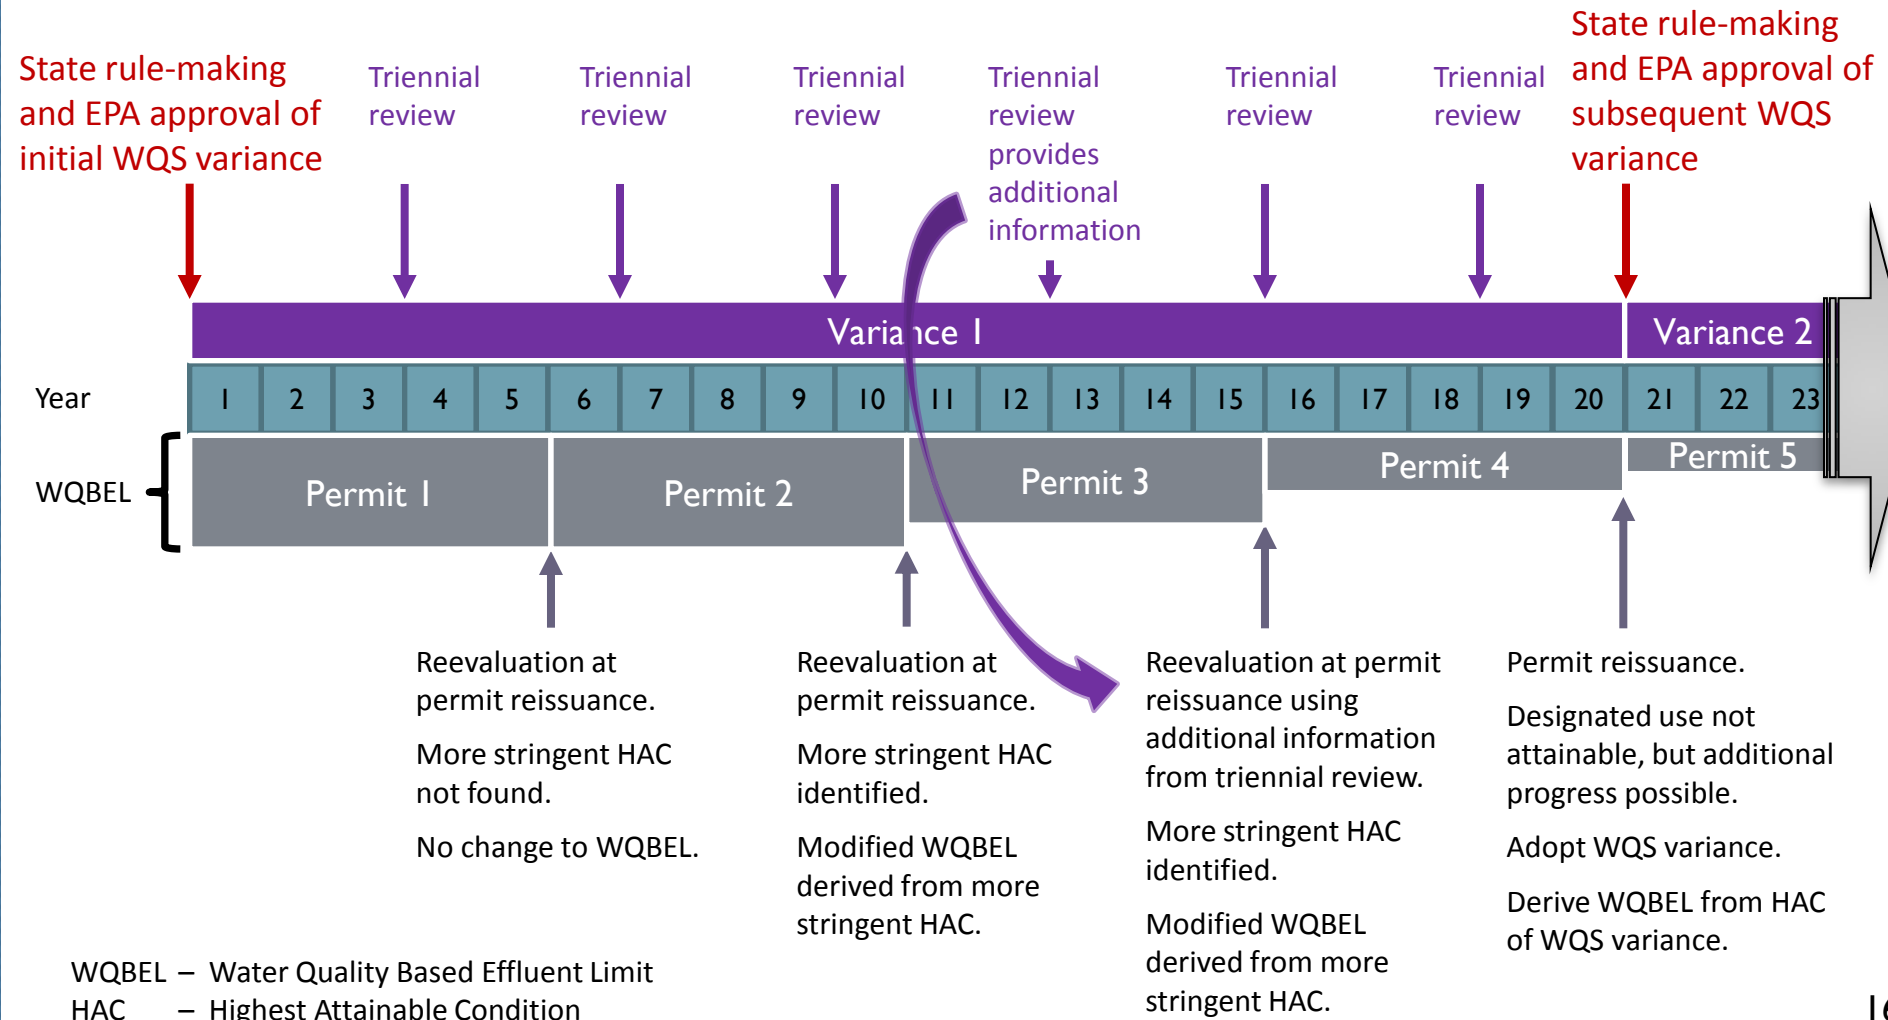 State rule-making
and EPA approval of
initial WQS variance
Triennial
review
Triennial
review
Triennial
review
Triennial
review
provides
additional
information
Triennial
review
Triennial
review
State rule-making
and EPA approval of
subsequent WQS
variance
Variance 1
Variance 2
Year
1 2 3 4 5 6 7 8 9 10 11 12 13 14 15 16 17 18 19 20 21 22 23
WQBEL
Permit 1
Permit 2
Permit 3
Permit 4
Permit 5
Reevaluation at
permit reissuance.
More stringent HAC
not found.
No change to WQBEL.
Reevaluation at
permit reissuance.
More stringent HAC
identified.
Modified WQBEL
derived from more
stringent HAC.
Reevaluation at permit
reissuance using
additional information
from triennial review.
More stringent HAC
identified.
Modified WQBEL
derived from more
stringent HAC.
Permit reissuance.
Designated use not
attainable, but additional
progress possible.
Adopt WQS variance.
Derive WQBEL from HAC
of WQS variance.
WQBEL – Water Quality Based Effluent Limit
HAC – Highest Attainable Condition
16